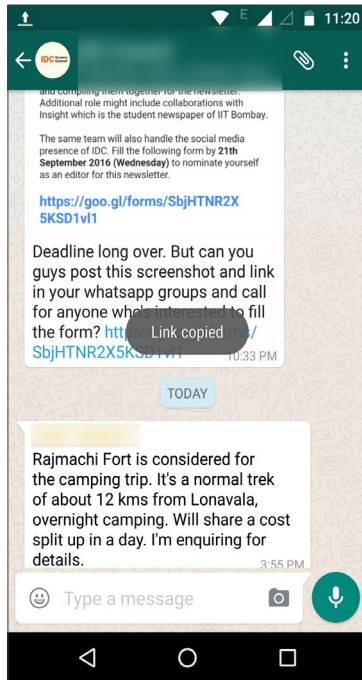 11:20
IDC Student
Council
and compiling them together for the newsletter.
Additional role might include collaborations with
Insight which is the student newspaper of IIT Bombay.
The same team will also handle the social media
presence of IDC. Fill the following form by 21th
September 2016 (Wednesday) to nominate yourself
as an editor for this newsletter.
https://goo.gl/forms/SbjHTNR2X
5KSD1vl1
Deadline long over. But can you
guys post this screenshot and link
in your whatsapp groups and call
for anyone who's interested to fill
the form?
SbjHTNR2X5KSD1vl1 10:33 PM
Link copied
TODAY
Rajmachi Fort is considered for
the camping trip. It's a normal trek
of about 12 kms from Lonavala,
overnight camping. Will share a cost
split up in a day. I'm enquiring for
details. 3:55 PM
Type a message